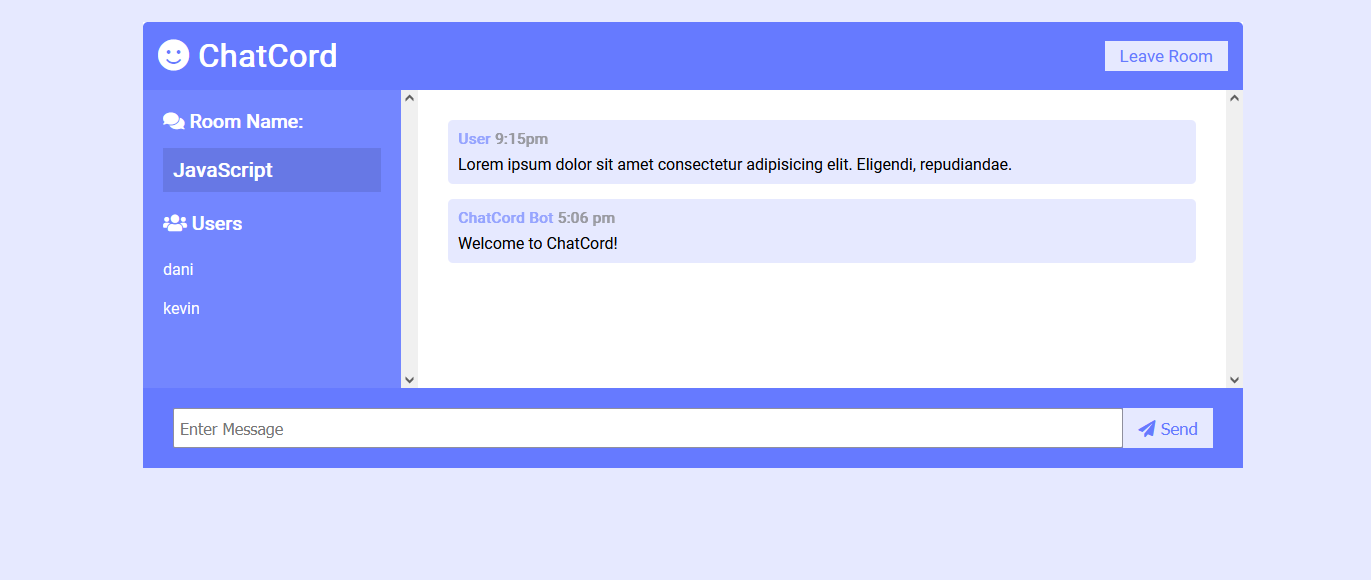 ChatCord
Leave Room
Room Name:
JavaScript
Users
dani
kevin
User 9:15pm
Lorem ipsum dolor sit amet consectetur adipisicing elit. Eligendi, repudiandae.
ChatCord Bot 5:06 pm
Welcome to ChatCord!
Enter Message
Send